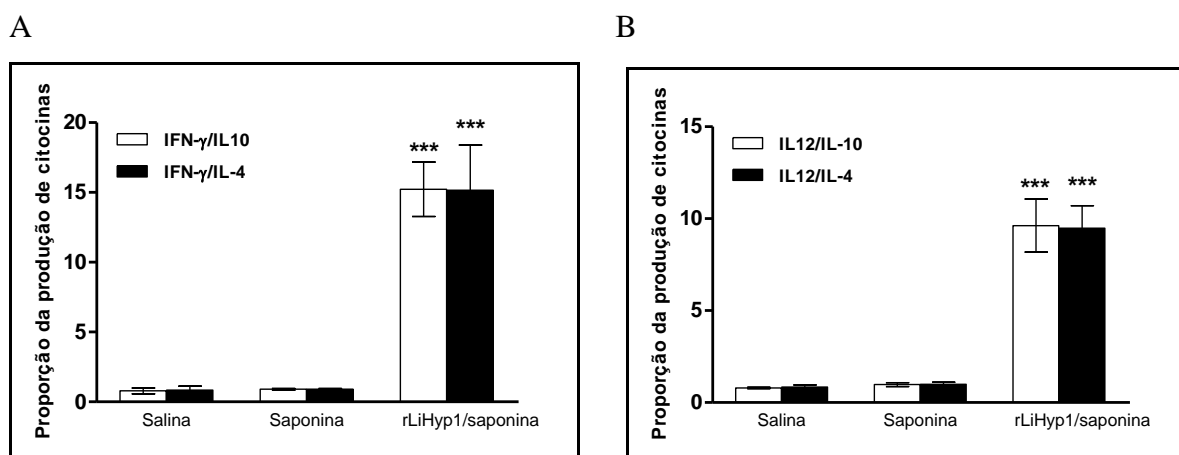 A
Proporção da produção de citocinas
20
15
10
5
0
IFN-γ/IL10
IFN-γ/IL-4
***
***
Salina
Saponina
rLiHyp1/saponina
B
Proporção da produção de citocinas
15
10
5
0
IL12/IL-10
IL12/IL-4
***
***
Salina
Saponina
rLiHyp1/saponina